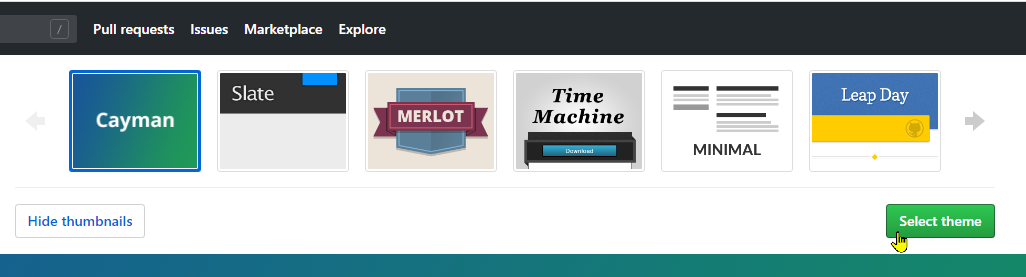 / Pull requests Issues Marketplace Explore
Cayman
Slate
MERLOT
Time
Machine
Download
MINIMAL
Leap Day
Hide thumbnails
Select theme